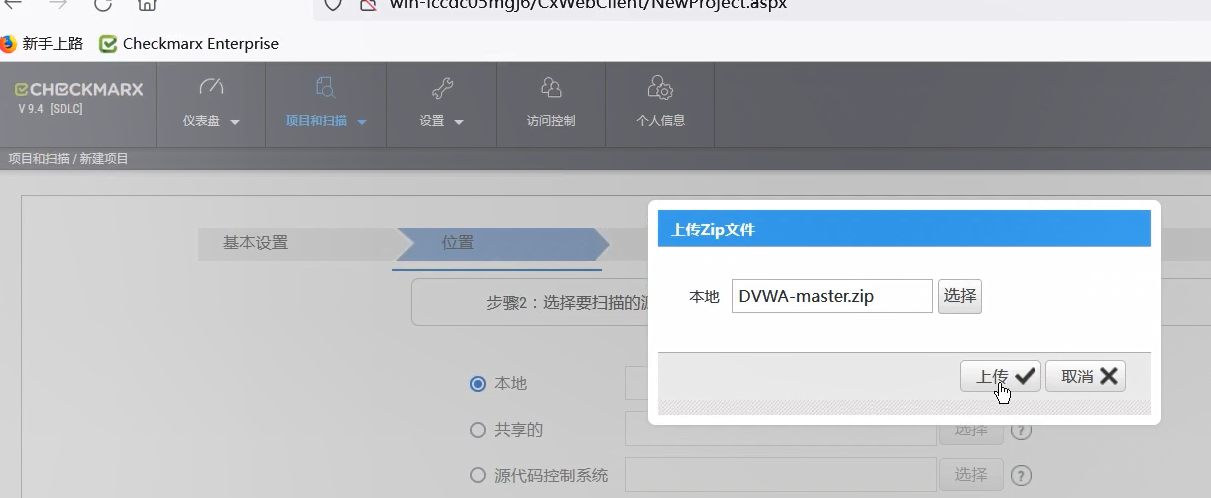 win-fccdc05mgj6/CxWebClient/NewProject.aspx
新手上路 Checkmarx Enterprise
CHECKMARX
V 9.4 [SDLC]
仪表盘 项目和扫描 设置 访问控制 个人信息
项目和扫描 / 新建项目
基本设置 位置
步骤2：选择要扫描的源
上传Zip文件
本地 DVWA-master.zip 选择
上传 取消
本地
共享的 选择 ?
源代码控制系统 选择 ?